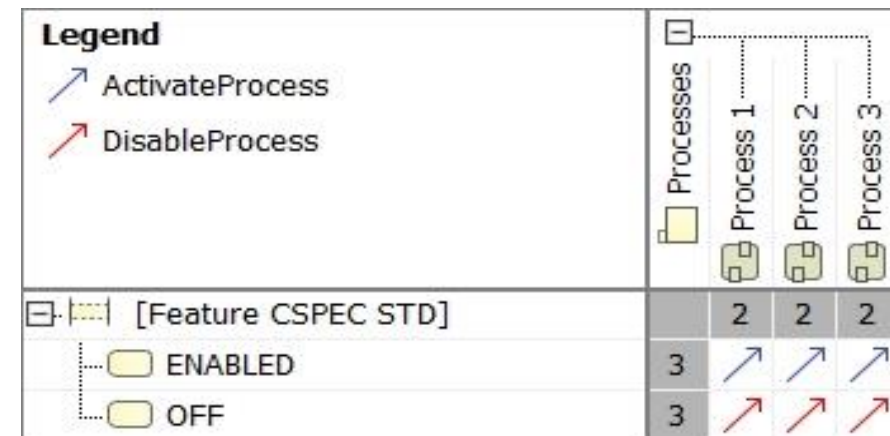 Legend
ActivateProcess
DisableProcess
Processes
Process 1
Process 2
Process 3
[Feature CSPEC STD] 2 2 2
ENABLED 3
OFF 3